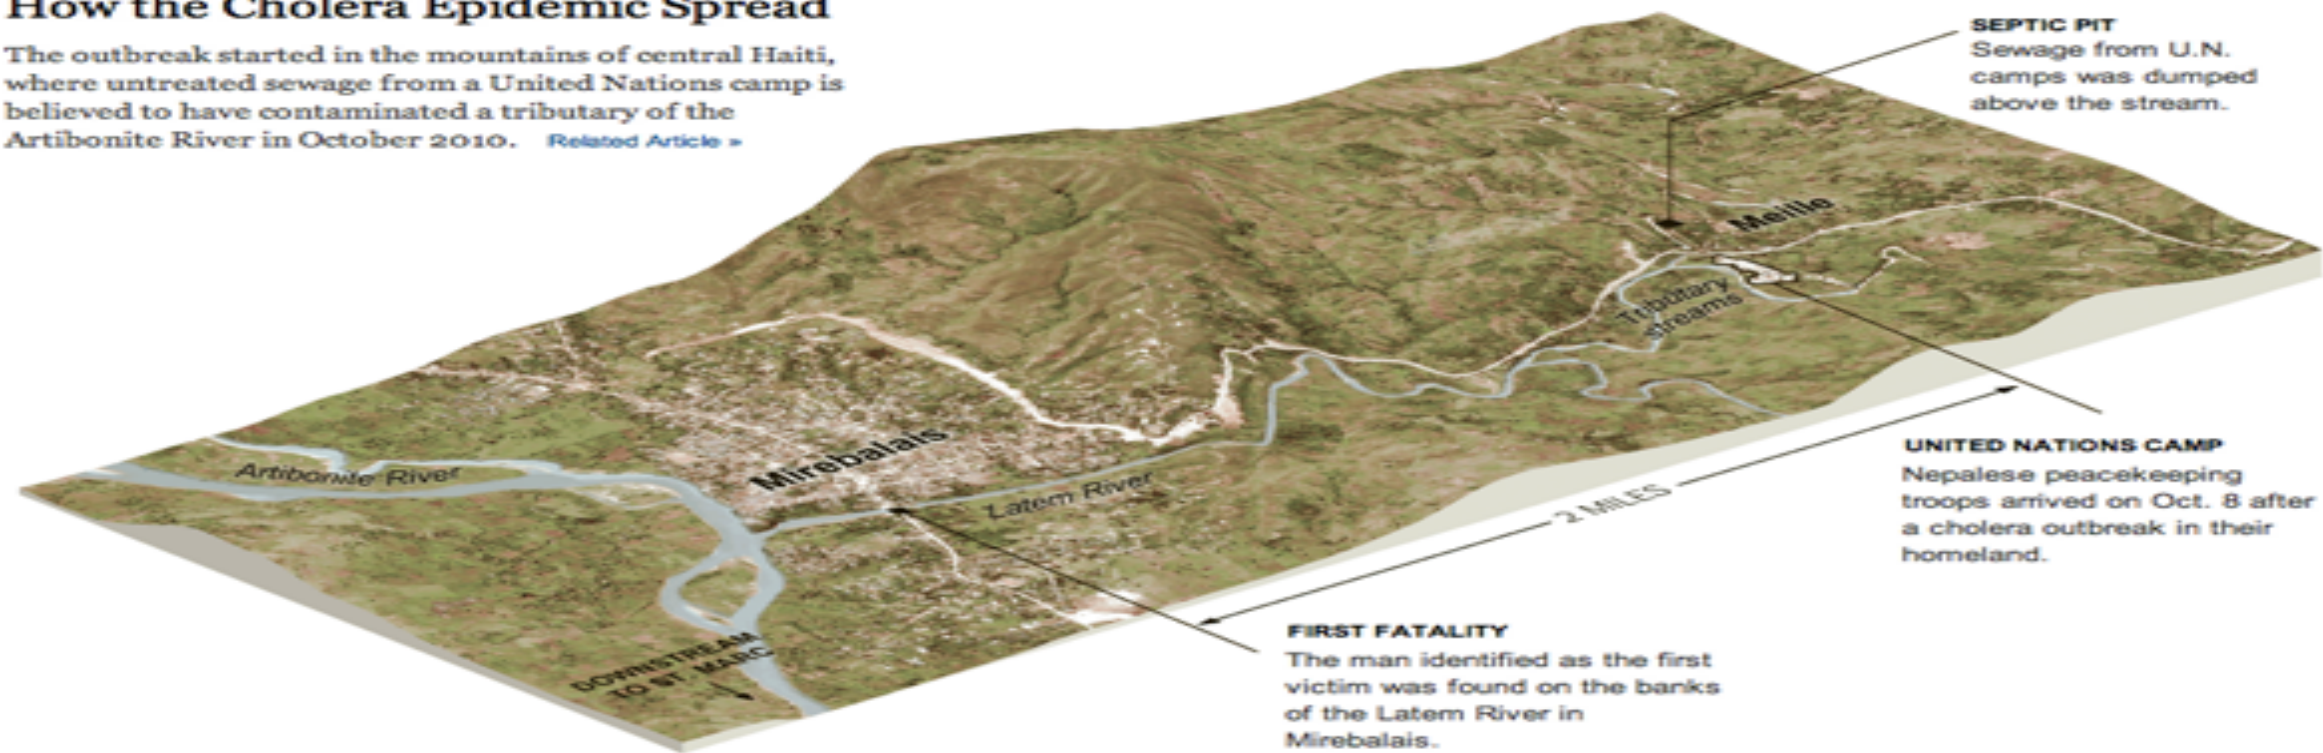 How the Cholera Epidemic Spread
The outbreak started in the mountains of central Haiti,
where untreated sewage from a United Nations camp is
believed to have contaminated a tributary of the
Artibonite River in October 2010. Related Article »
SEPTIC PIT
Sewage from U.N.
camps was dumped
above the stream.
Meille
Tributary
streams
Mirebalais
Artibonite River
Latem River
UNITED NATIONS CAMP
Nepalese peacekeeping
troops arrived on Oct. 8 after
a cholera outbreak in their
homeland.
2 MILES
FIRST FATALITY
The man identified as the first
victim was found on the banks
of the Latem River in
Mirebalais.
DOWNSTREAM
TO ST MARC